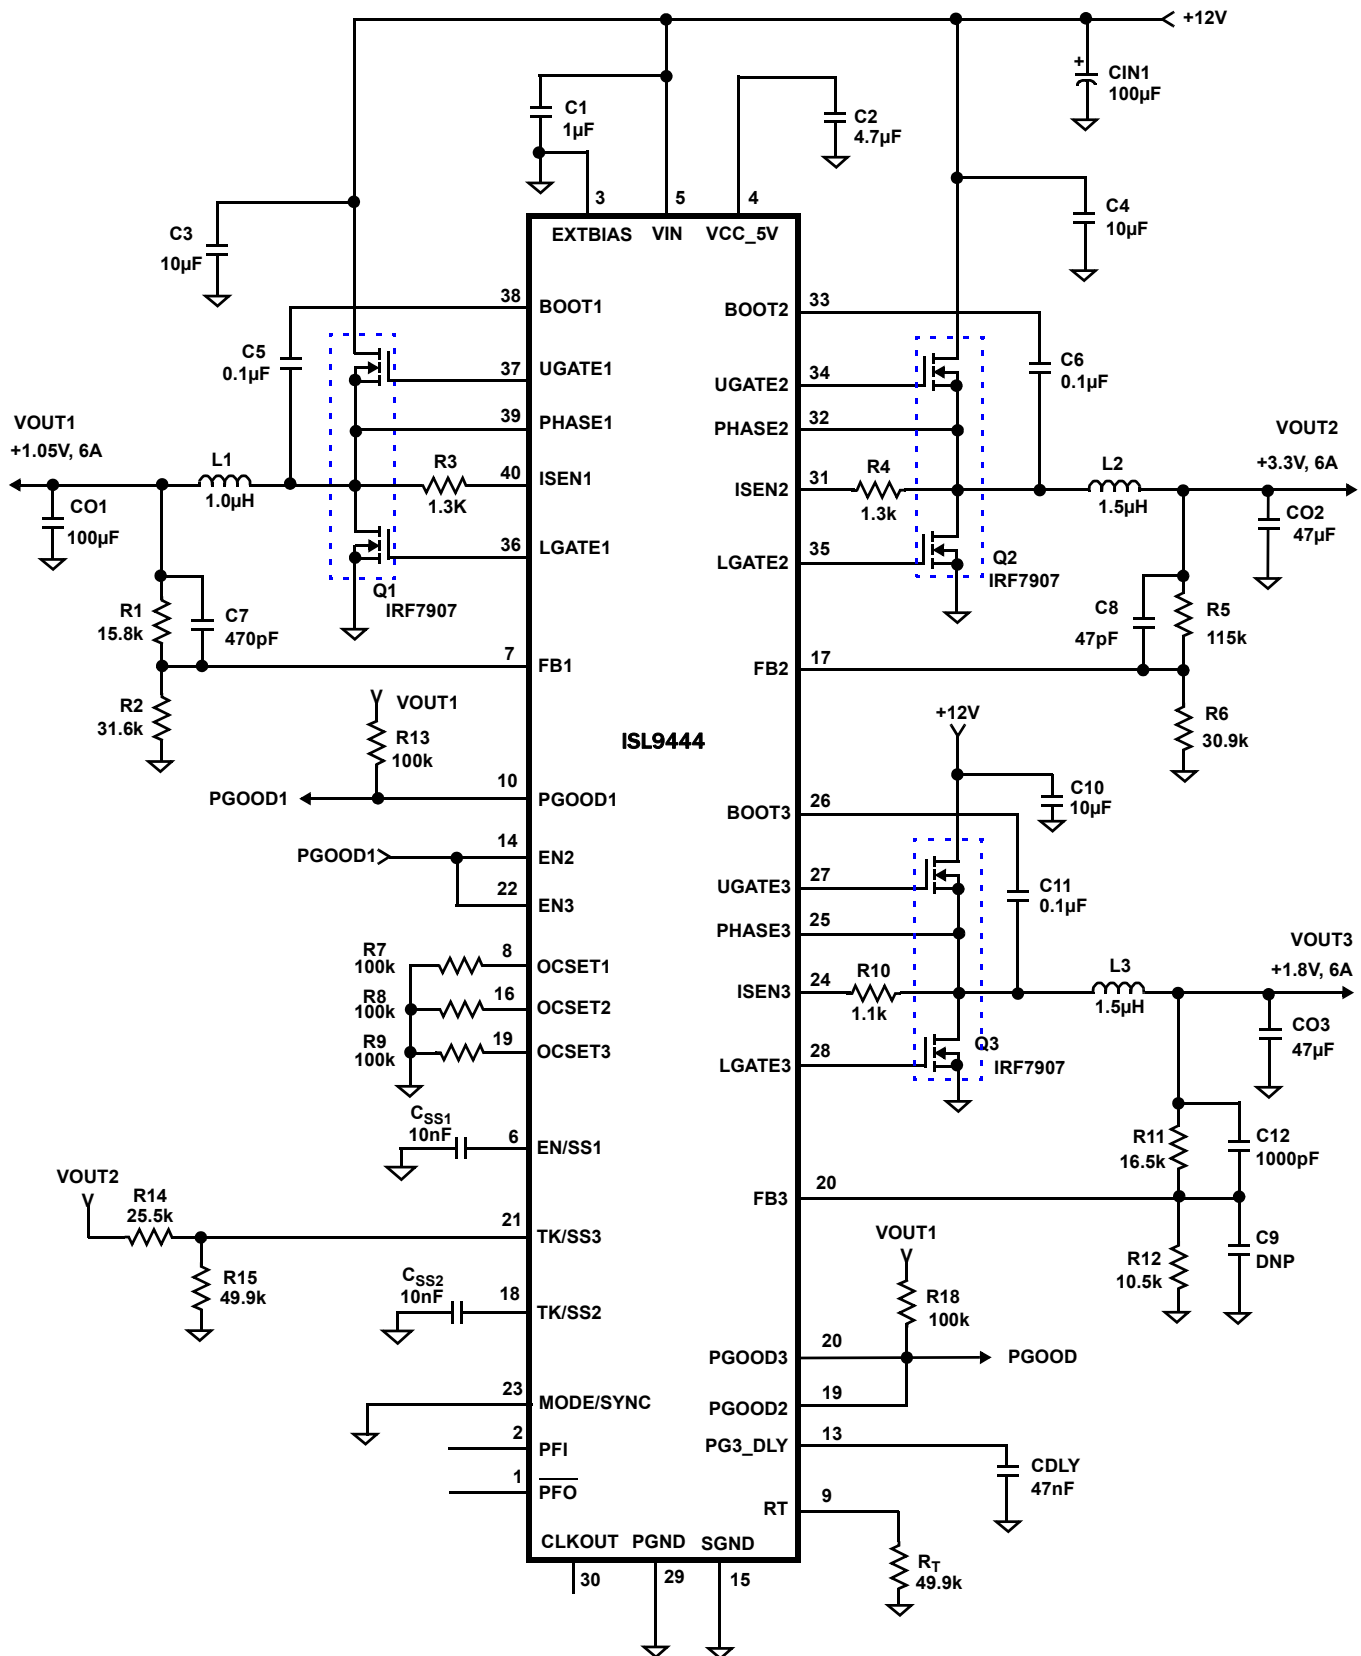 +12V
CIN1
+
100µF
C1
1µF
C2
4.7µF
3
5
4
EXTBIAS
VIN
VCC_5V
C3
10µF
C4
10µF
38
BOOT1
BOOT2
33
C5
0.1µF
37
UGATE1
UGATE2
34
C6
0.1µF
VOUT1
+1.05V, 6A
39
PHASE1
PHASE2
32
VOUT2
+3.3V, 6A
L1
1.0µH
R3
1.3K
40
ISEN1
ISEN2
31
R4
1.3k
L2
1.5µH
CO1
100µF
CO2
47µF
36
LGATE1
LGATE2
35
Q1
IRF7907
Q2
IRF7907
R1
15.8k
C7
470pF
C8
47pF
R5
115k
7
FB1
FB2
17
R2
31.6k
VOUT1
R13
100k
ISL9444
+12V
R6
30.9k
PGOOD1
10
PGOOD1
C10
10µF
BOOT3
26
PGOOD1
14
EN2
22
EN3
UGATE3
27
C11
0.1µF
PHASE3
25
VOUT3
+1.8V, 6A
R7
100k
8
OCSET1
ISEN3
24
R10
1.1k
L3
1.5µH
R8
100k
16
OCSET2
CO3
47µF
R9
100k
19
OCSET3
LGATE3
28
Q3
IRF7907
CSS1
10nF
6
EN/SS1
R11
16.5k
C12
1000pF
VOUT2
R14
25.5k
FB3
20
21
TK/SS3
VOUT1
R12
10.5k
C9
DNP
R15
49.9k
CSS2
10nF
18
TK/SS2
R18
100k
PGOOD3
20
PGOOD
23
MODE/SYNC
PGOOD2
19
2
PFI
PG3_DLY
13
CDLY
47nF
1
PFO
RT
9
CLKOUT
PGND
SGND
30
29
15
RT
49.9k